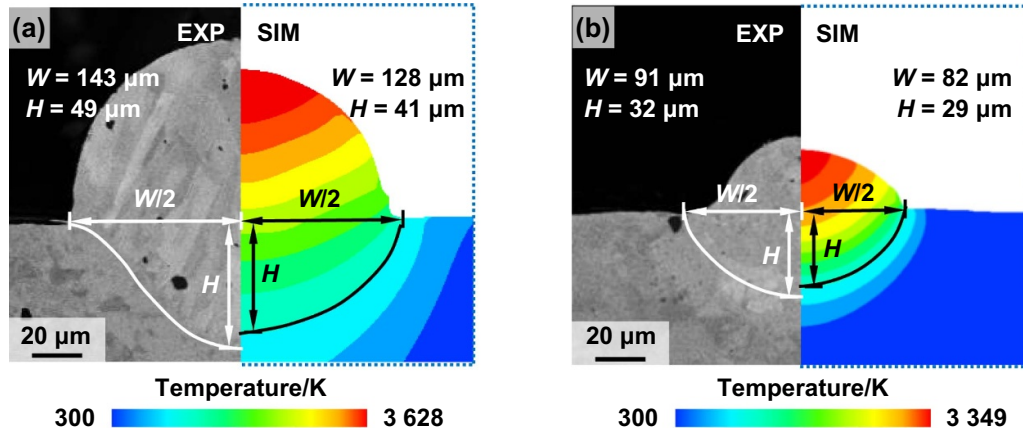 (a)
EXP SIM
W = 143 μm
H = 49 μm
W = 128 μm
H = 41 μm
W/2
W/2
H
H
20 μm
Temperature/K
300
3 628
(b)
EXP SIM
W = 91 μm
H = 32 μm
W = 82 μm
H = 29 μm
W/2
W/2
H
H
20 μm
Temperature/K
300
3 349